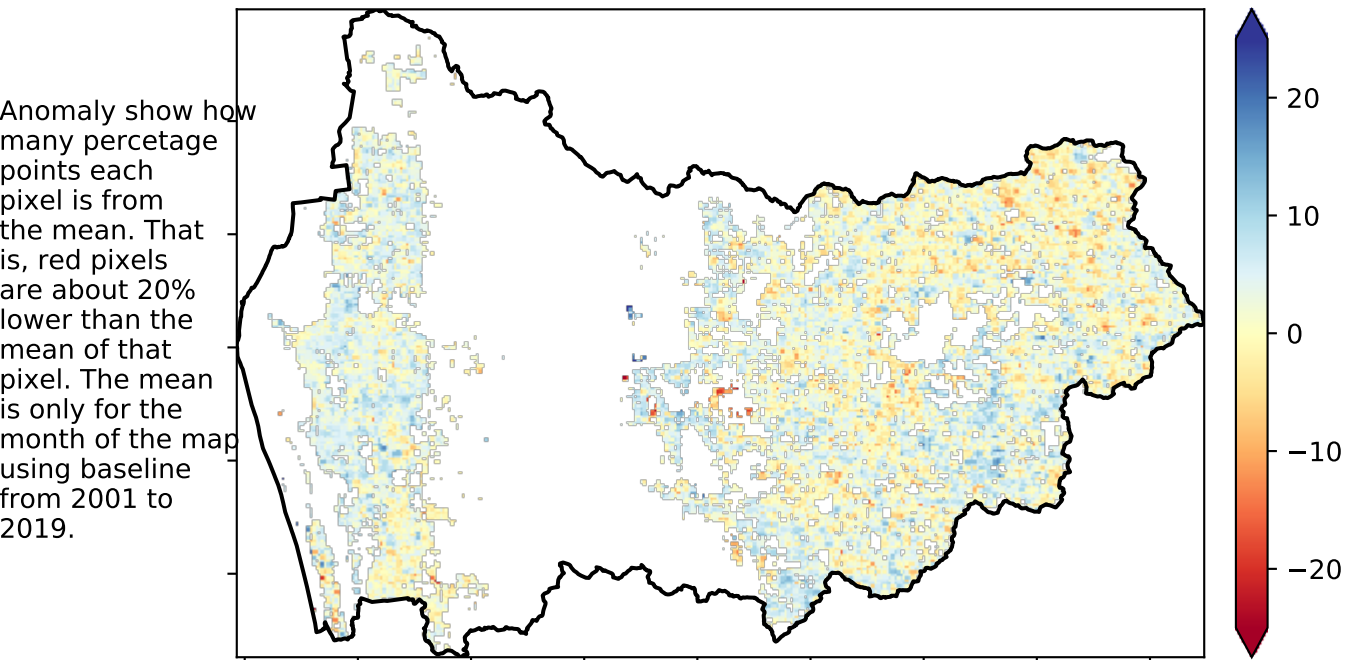 Anomaly show how
many percetage
points each
pixel is from
the mean. That
is, red pixels
are about 20%
lower than the
mean of that
pixel. The mean
is only for the
month of the map
using baseline
from 2001 to
2019.
20
10
0
−10
−20